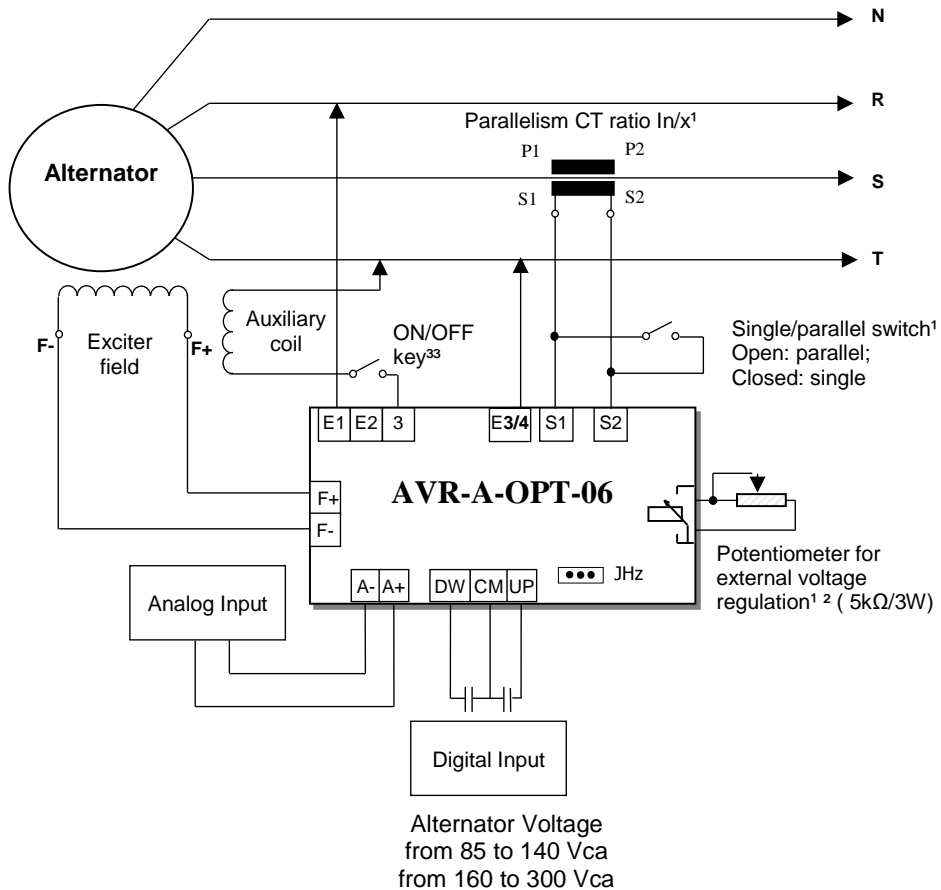 N
R
Parallelism CT ratio In/x¹
P1 P2
Alternator
S
S1 S2
T
Auxiliary
coil
ON/OFF
key³³
Single/parallel switch¹
Open: parallel;
Closed: single
F- Exciter
field F+
E1 E2 3 E3/4 S1 S2
AVR-A-OPT-06
F+
F-
Potentiometer for
external voltage
regulation¹ ² ( 5kΩ/3W)
JHz
A- A+ DW CM UP
Analog Input
Digital Input
Alternator Voltage
from 85 to 140 Vca
from 160 to 300 Vca